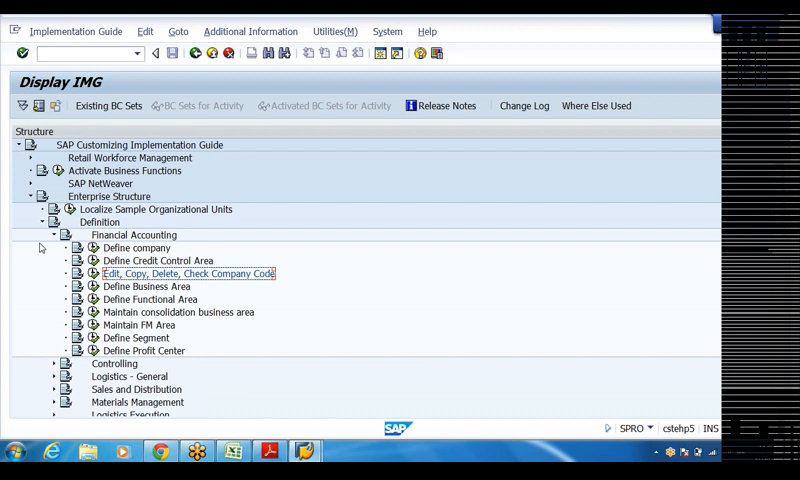 Implementation Guide Edit Goto Additional Information Utilities(M) System Help
Display IMG
Existing BC Sets BC Sets for Activity Activated BC Sets for Activity Release Notes Change Log Where Else Used
Structure
SAP Customizing Implementation Guide
Retail Workforce Management
Activate Business Functions
SAP NetWeaver
Enterprise Structure
Localize Sample Organizational Units
Definition
Financial Accounting
Define company
Define Credit Control Area
Edit, Copy, Delete, Check Company Code
Define Business Area
Define Functional Area
Maintain consolidation business area
Maintain FM Area
Define Segment
Define Profit Center
Controlling
Logistics - General
Sales and Distribution
Materials Management
Logistics Execution
SAP SPRO cstehp5 INS